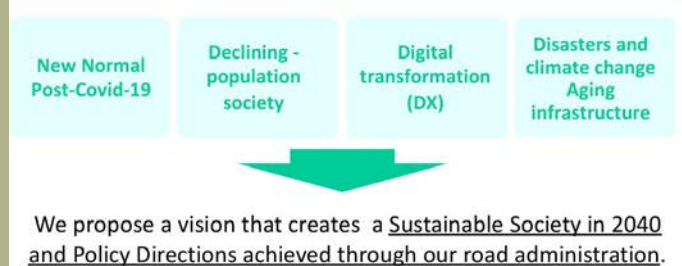 New Normal
Post-Covid-19
Declining -
population
society
Digital
transformation
(DX)
Disasters and
climate change
Aging
infrastructure
We propose a vision that creates a Sustainable Society in 2040
and Policy Directions achieved through our road administration.